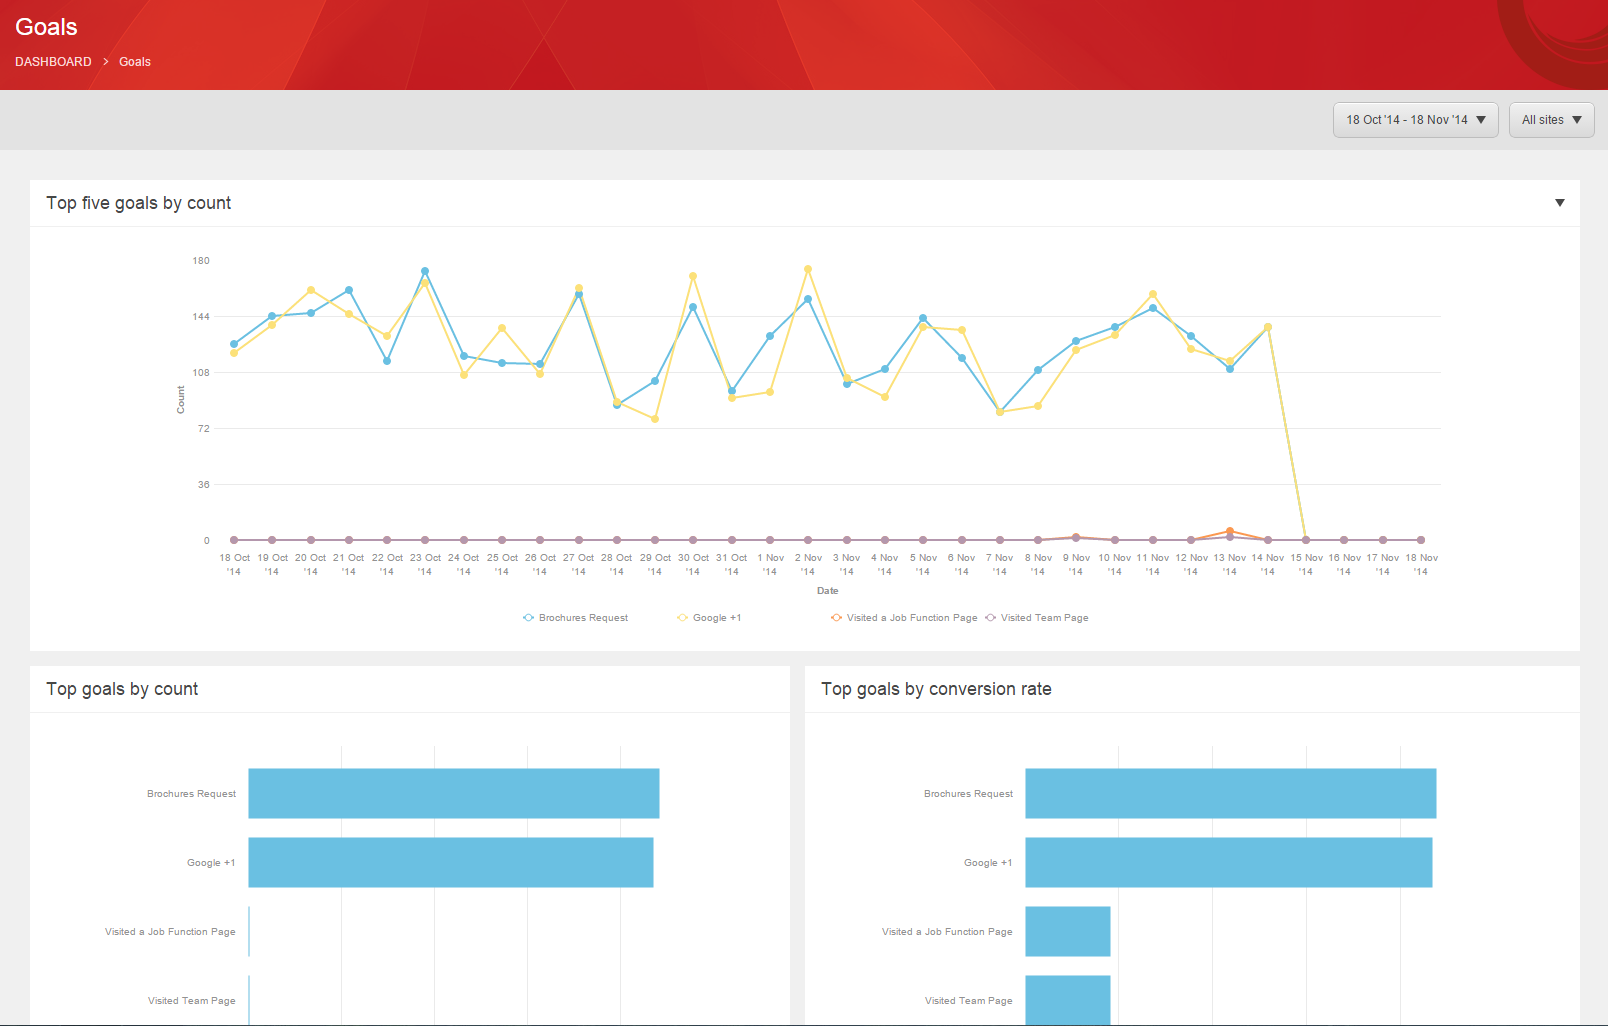 Goals
DASHBOARD > Goals
18 Oct '14 - 18 Nov '14 All sites
Top five goals by count
180
144
108
72
36
0
Count
18 Oct 19 Oct 20 Oct 21 Oct 22 Oct 23 Oct 24 Oct 25 Oct 26 Oct 27 Oct 28 Oct 29 Oct 30 Oct 31 Oct 1 Nov 2 Nov 3 Nov 4 Nov 5 Nov 6 Nov 7 Nov 8 Nov 9 Nov 10 Nov 11 Nov 12 Nov 13 Nov 14 Nov 15 Nov 16 Nov 17 Nov 18 Nov
'14 '14 '14 '14 '14 '14 '14 '14 '14 '14 '14 '14 '14 '14 '14 '14 '14 '14 '14 '14 '14 '14 '14 '14 '14 '14 '14 '14 '14 '14 '14 '14
Date
Brochures Request Google +1 Visited a Job Function Page Visited Team Page
Top goals by count
Brochures Request
Google +1
Visited a Job Function Page
Visited Team Page
Top goals by conversion rate
Brochures Request
Google +1
Visited a Job Function Page
Visited Team Page